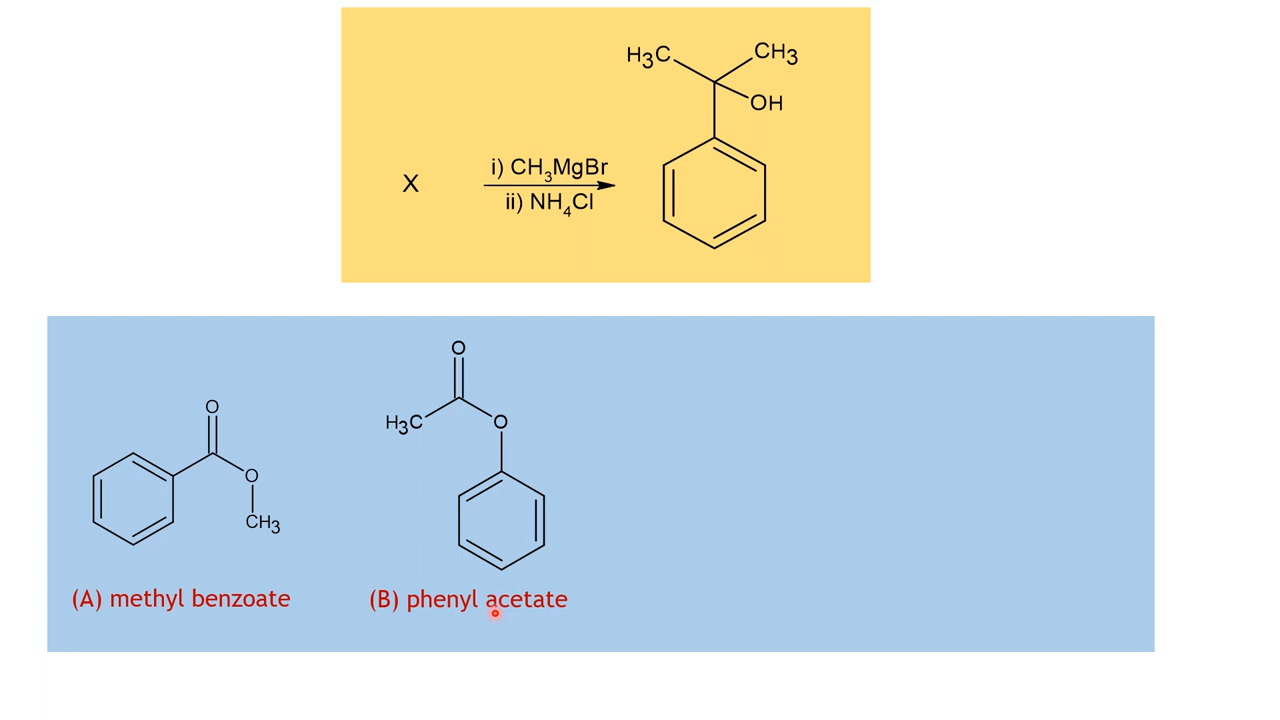 H₃C CH₃
OH
i) CH₃MgBr
X
ii) NH₄Cl
O
O
H₃C O
O
CH₃
(A) methyl benzoate (B) phenyl acetate